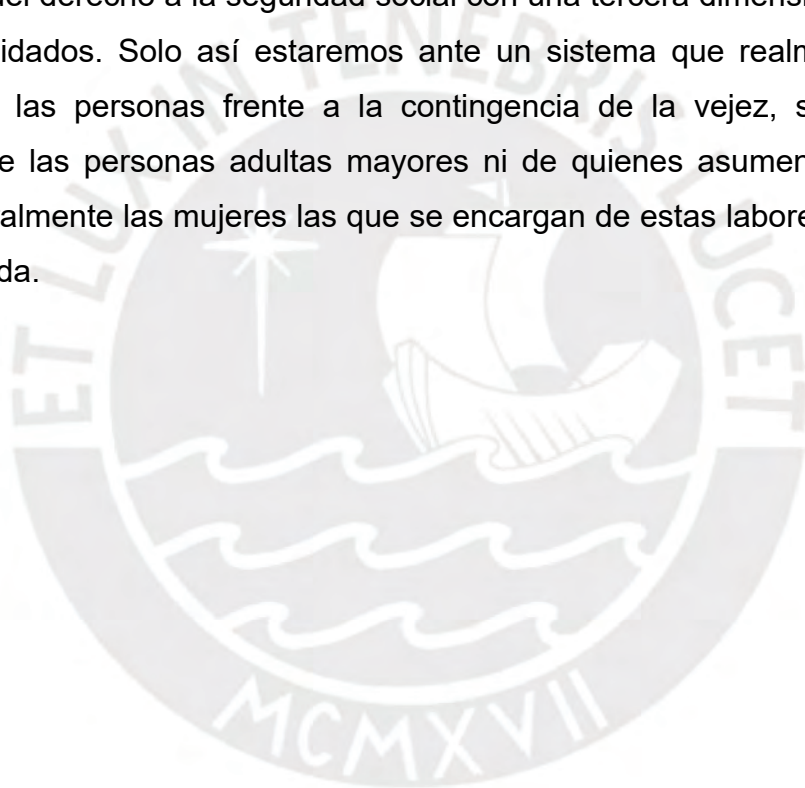 del derecho a la seguridad social con una tercera dimensi
idados. Solo así estaremos ante un sistema que realm
las personas frente a la contingencia de la vejez, s
e las personas adultas mayores ni de quienes asumen
almente las mujeres las que se encargan de estas labore
da.
ET LUX IN TENEBRIS LUCET
MCMXVII